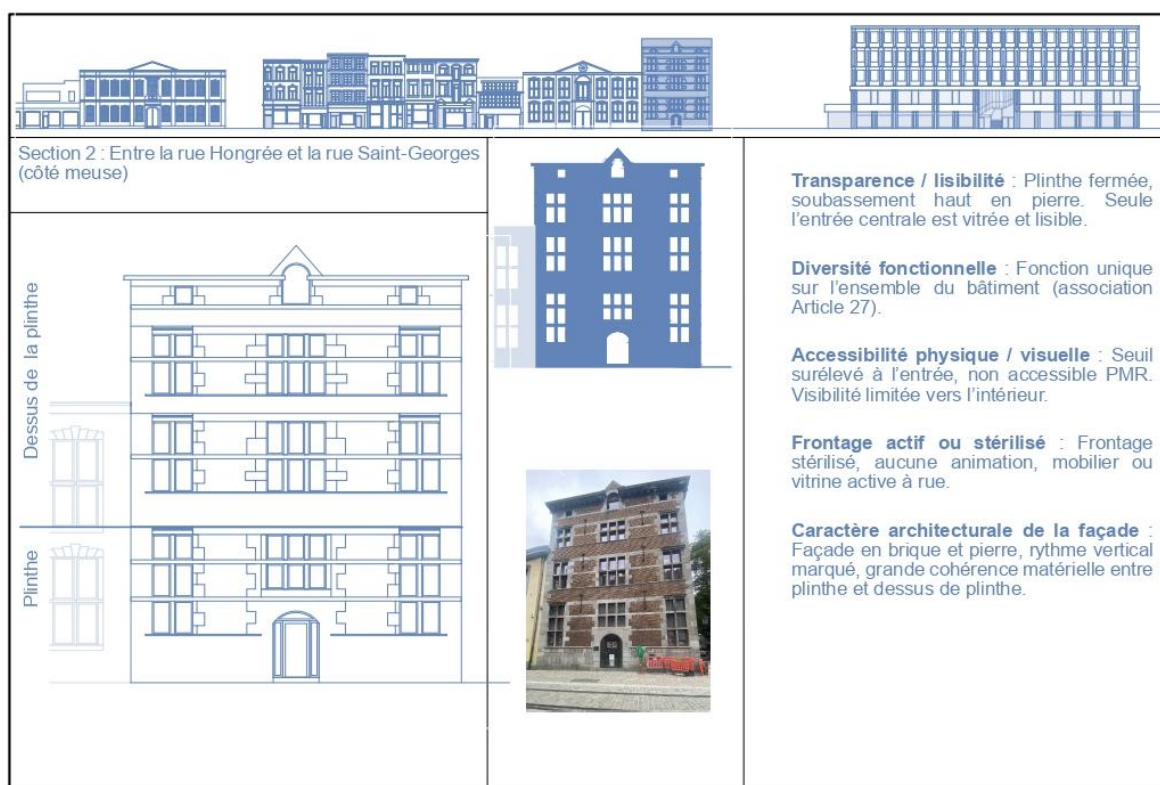 Section 2 : Entre la rue Hongrée et la rue Saint-Georges
(côté meuse)
Dessus de la plinthe
Plinthe
Transparence / lisibilité : Plinthe fermée,
soubassement haut en pierre. Seule
l'entrée centrale est vitrée et lisible.
Diversité fonctionnelle : Fonction unique
sur l'ensemble du bâtiment (association
Article 27).
Accessibilité physique / visuelle : Seuil
surélevé à l'entrée, non accessible PMR.
Visibilité limitée vers l'intérieur.
Frontage actif ou stérilisé : Frontage
stérilisé, aucune animation, mobilier ou
vitrine active à rue.
Caractère architecturale de la façade :
Façade en brique et pierre, rythme vertical
marqué, grande cohérence matérielle entre
plinthe et dessus de plinthe.